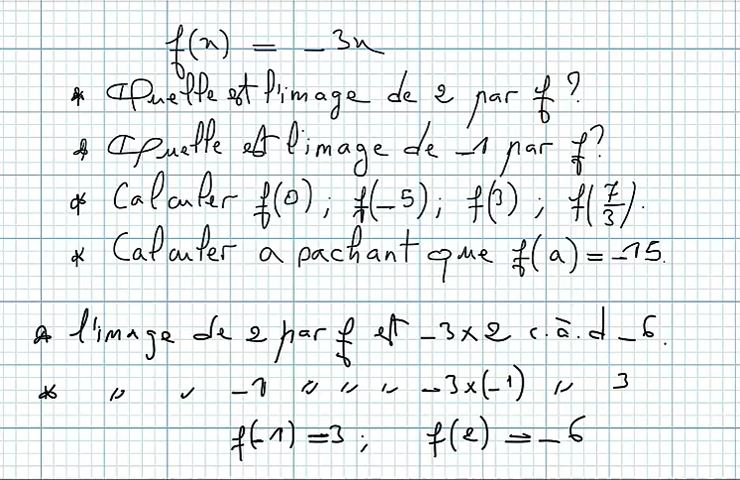 f(x) = -3x
* Quelle est l'image de 2 par f ?
* Quelle est l'image de -1 par f ?
* Calculer f(0) ; f(-5) ; f(3) ; f(7/3).
* Calculer a sachant que f(a) = -15.
* l'image de 2 par f est -3×2 c.à.d -6.
* " " -1 " " " -3×(-1) " 3
f(-1) = 3 ; f(2) = -6